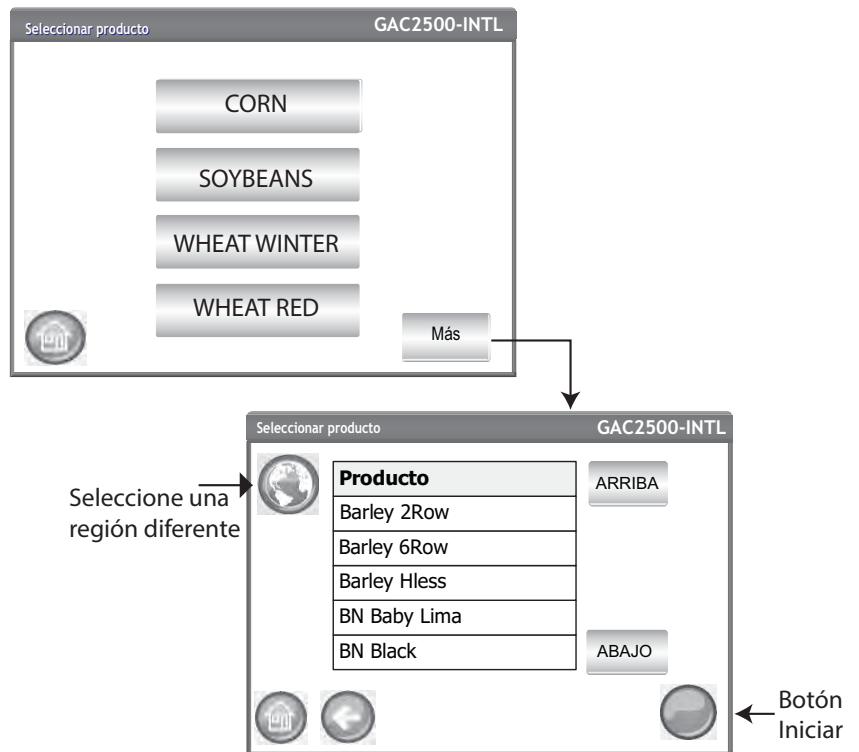 Seleccionar producto GAC2500-INTL
CORN
SOYBEANS
WHEAT WINTER
WHEAT RED
Más
Seleccionar producto GAC2500-INTL
Seleccione una
región diferente
Producto
Barley 2Row
Barley 6Row
Barley Hless
BN Baby Lima
BN Black
ARRIBA
ABAJO
Botón
Iniciar